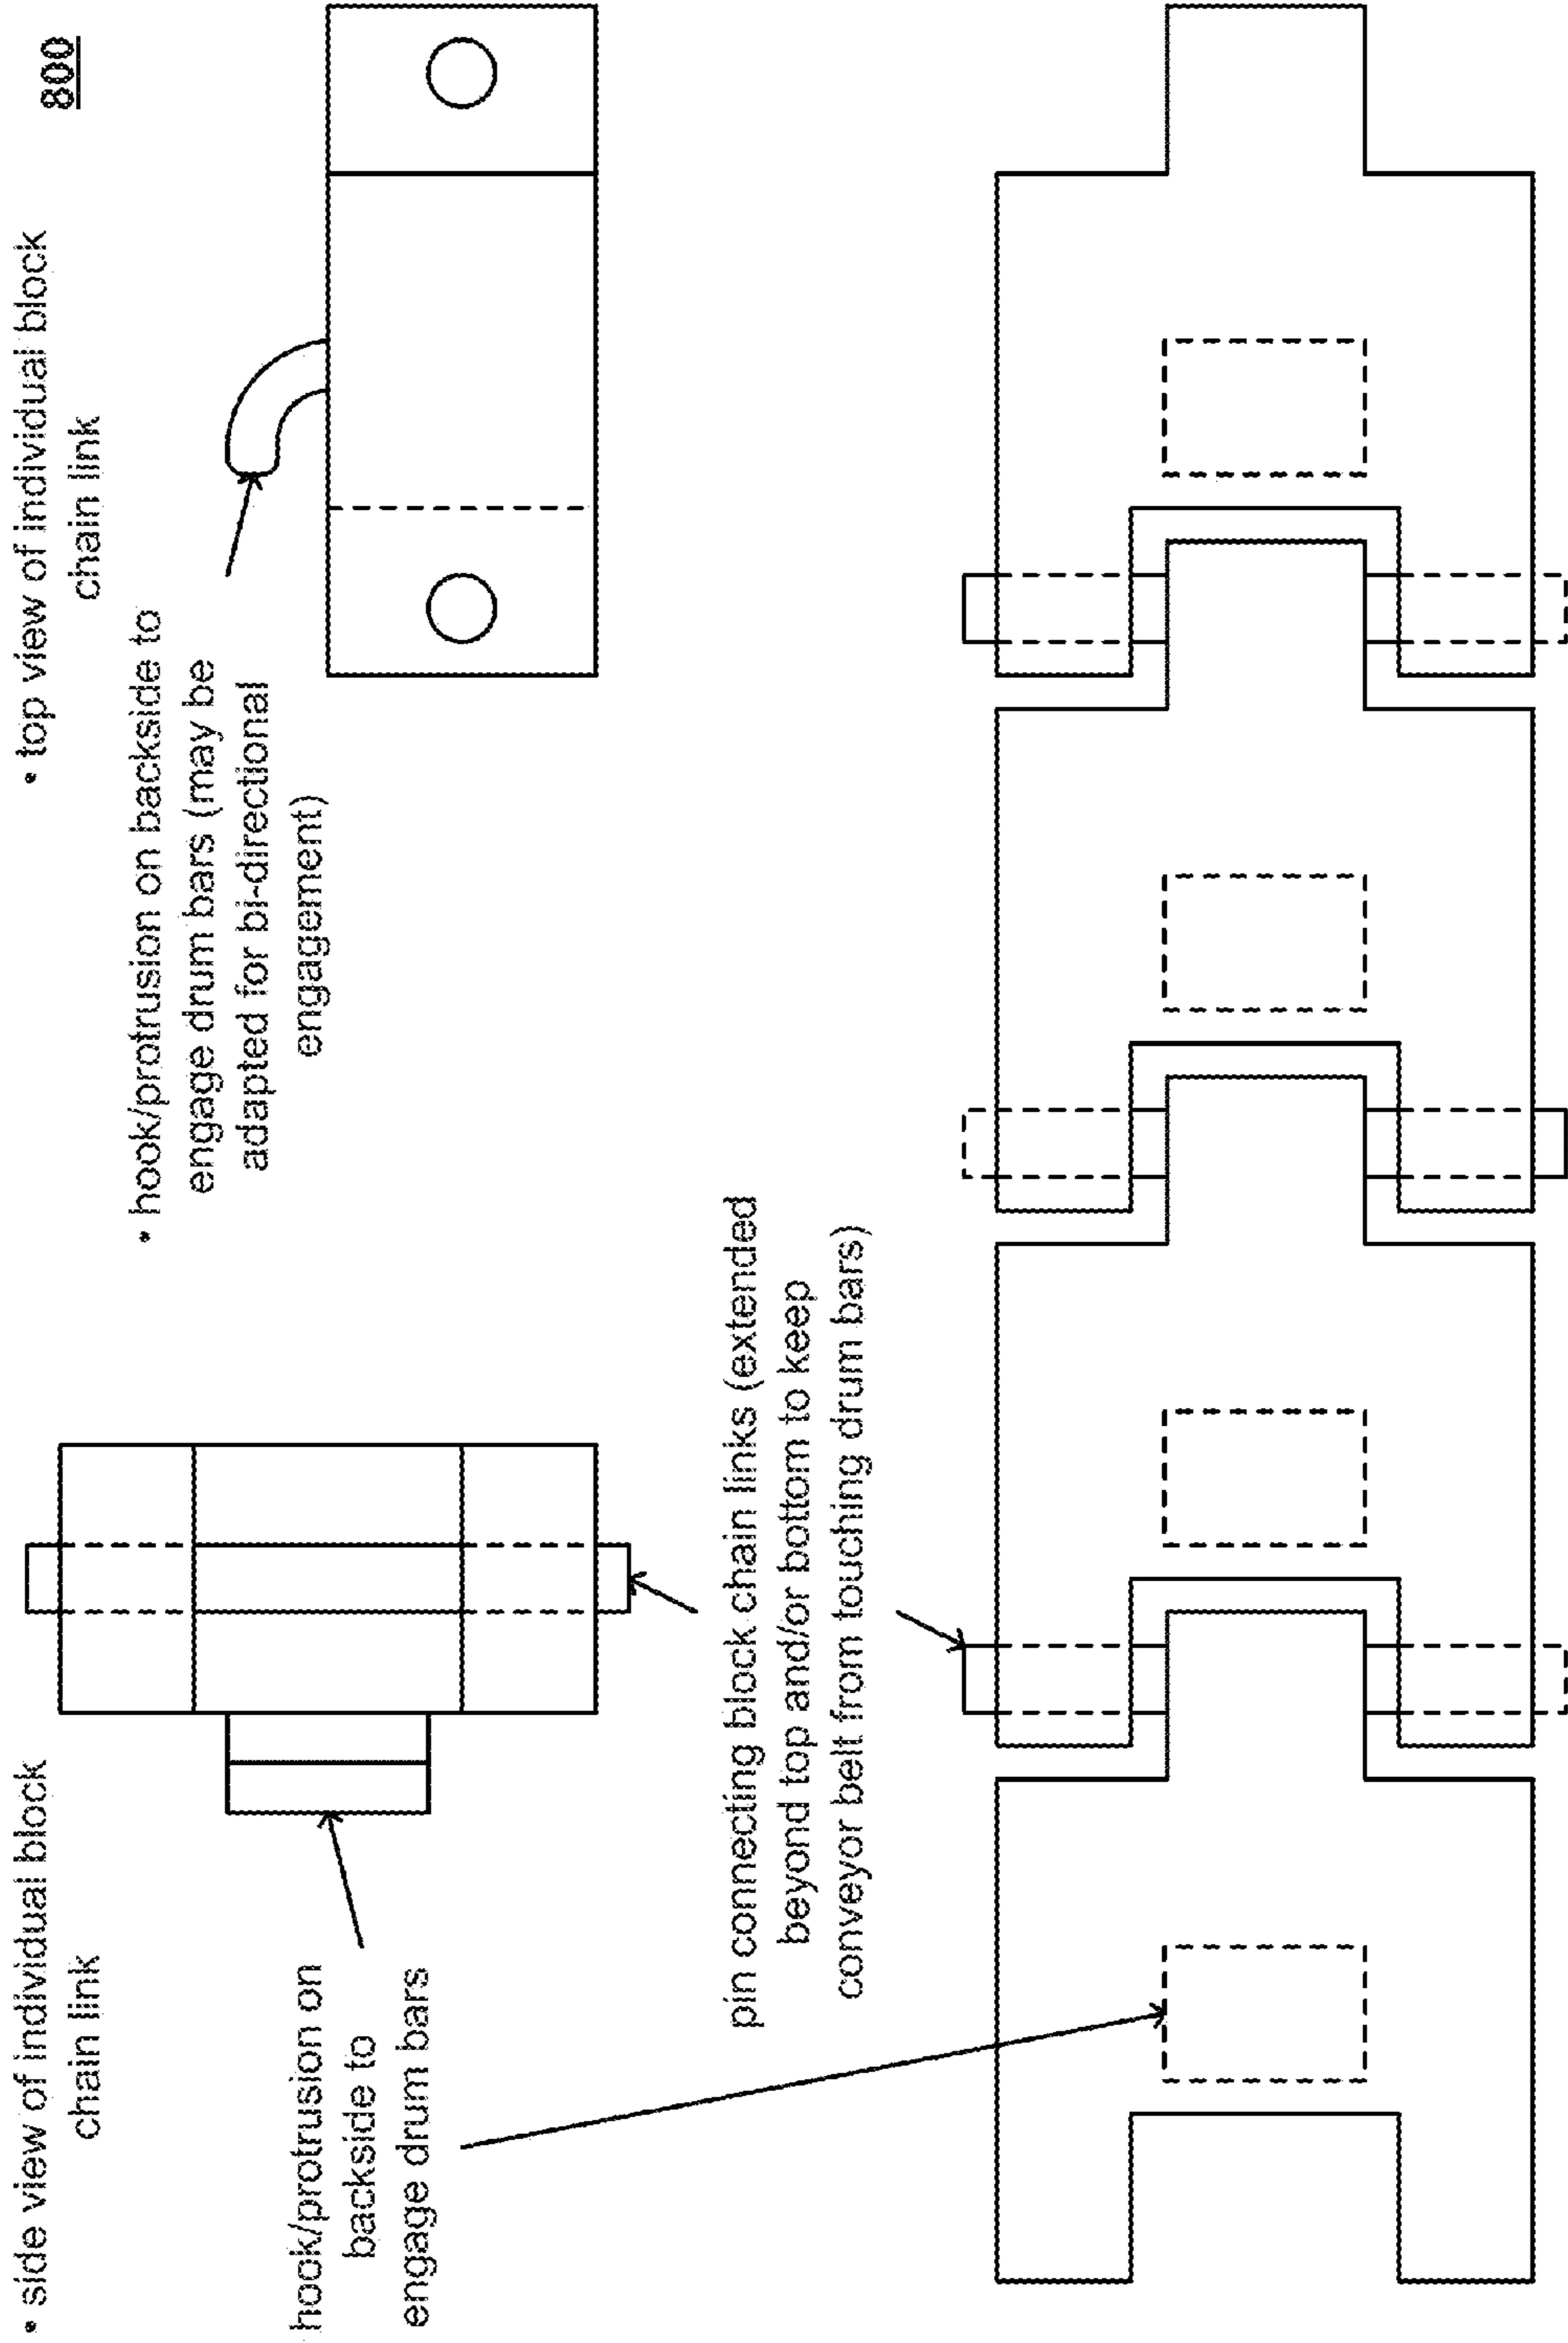 800
• side view of individual block
chain link
• top view of individual block
chain link
hook/protrusion on
backside to
engage drum bars
• hook/protrusion on backside to
engage drum bars (may be
adapted for bi-directional
engagement)
pin connecting block chain links (extended
beyond top and/or bottom to keep
conveyor belt from touching drum bars)